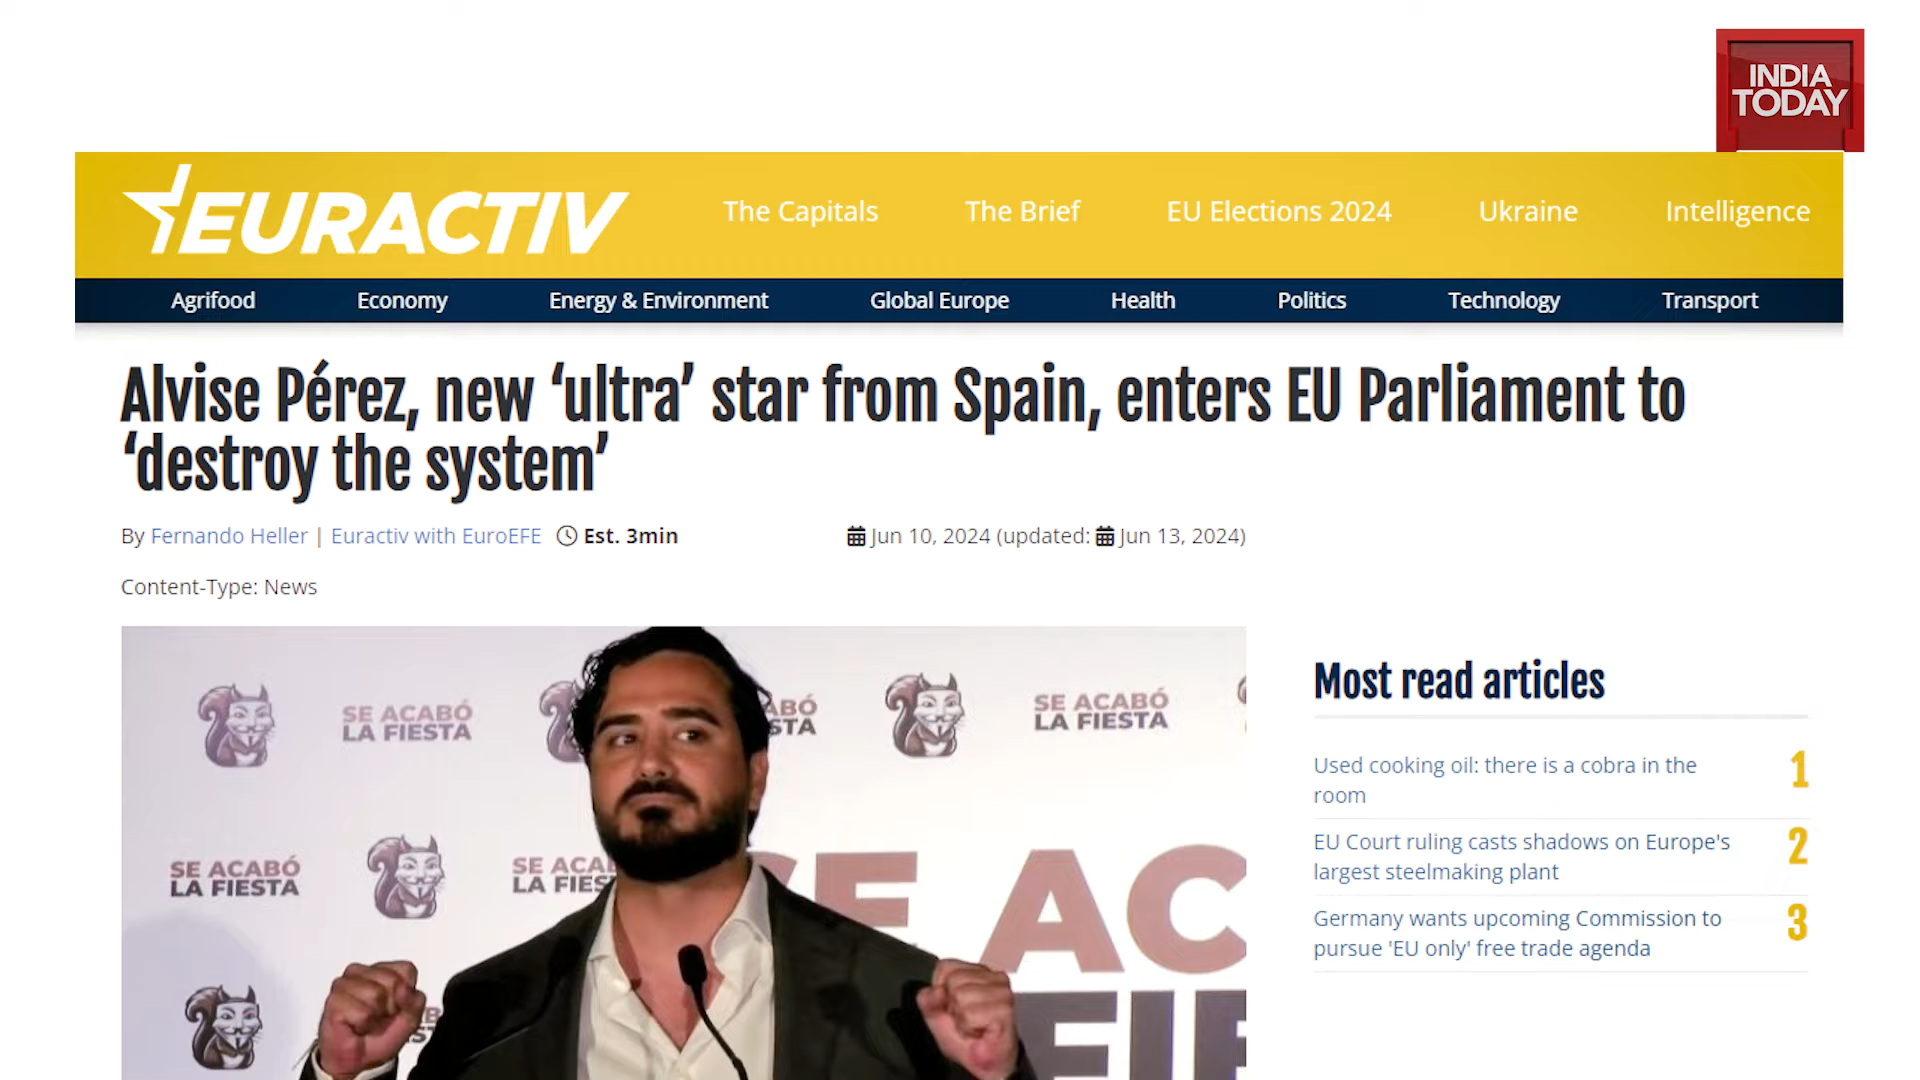 INDIA
TODAY
EURACTIV
The Capitals
The Brief
EU Elections 2024
Ukraine
Intelligence
Agrifood
Economy
Energy & Environment
Global Europe
Health
Politics
Technology
Transport
Alvise Pérez, new ‘ultra’ star from Spain, enters EU Parliament to
‘destroy the system’
By Fernando Heller | Euractiv with EuroEFE Est. 3min
Jun 10, 2024 (updated: Jun 13, 2024)
Content-Type: News
SE ACABÓ
LA FIESTA
SE ACABÓ
LA FIESTA
SE ACABÓ
LA FIESTA
Most read articles
Used cooking oil: there is a cobra in the
room
1
EU Court ruling casts shadows on Europe's
largest steelmaking plant
2
Germany wants upcoming Commission to
pursue 'EU only' free trade agenda
3